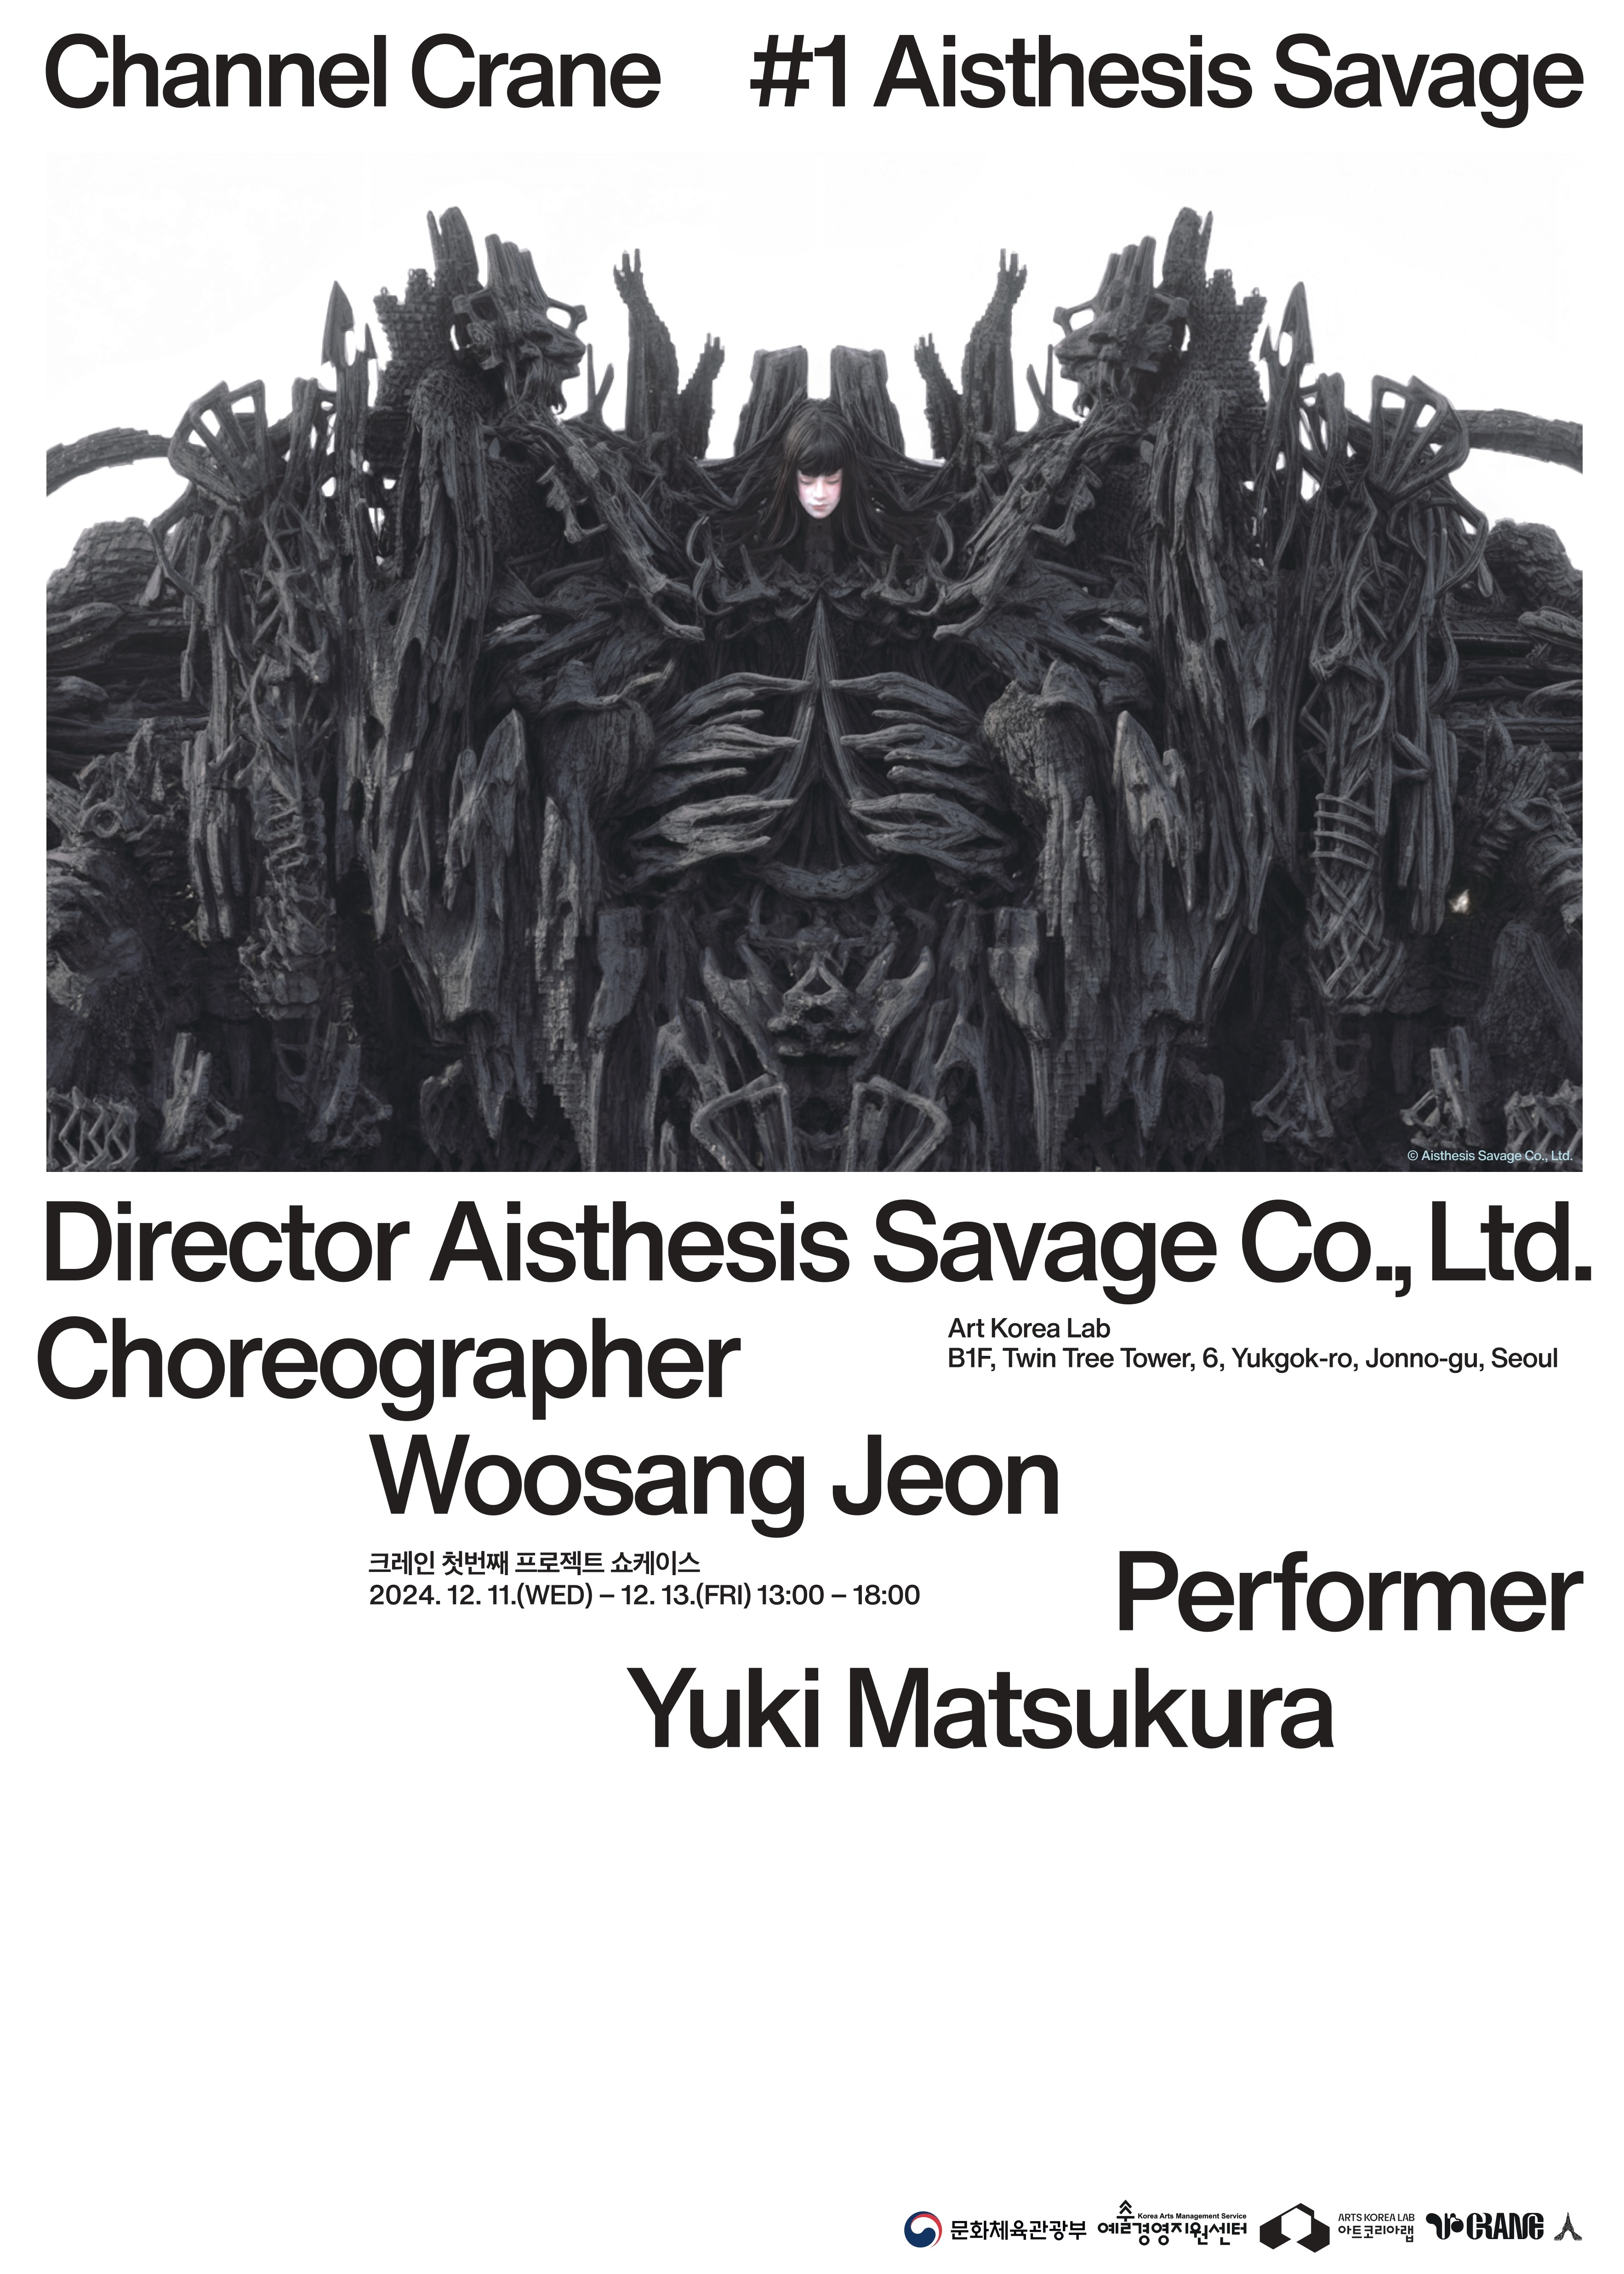 Channel Crane #1 Aisthesis Savage
© Aisthesis Savage Co., Ltd.
Director Aisthesis Savage Co., Ltd.
Choreographer
Art Korea Lab
B1F, Twin Tree Tower, 6, Yukgok-ro, Jonno-gu, Seoul
Woosang Jeon
크레인 첫번째 프로젝트 쇼케이스
2024. 12. 11.(WED) – 12. 13.(FRI) 13:00 – 18:00
Performer
Yuki Matsukura
문화체육관광부
Korea Arts Management Service
예술경영지원센터
ARTS KOREA LAB
아트코리아랩
CRANE